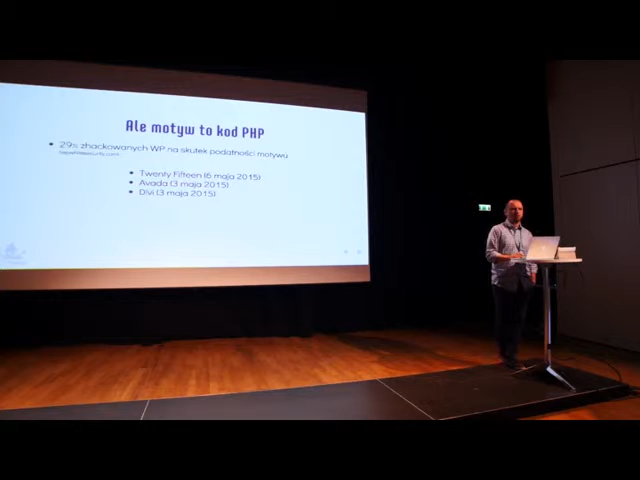 Ale motyw to kod PHP
• 29% zhackowanych WP na skutek podatności motywu
• Twenty Fifteen (6 maja 2015)
• Avada (3 maja 2015)
• Divi (3 maja 2015)